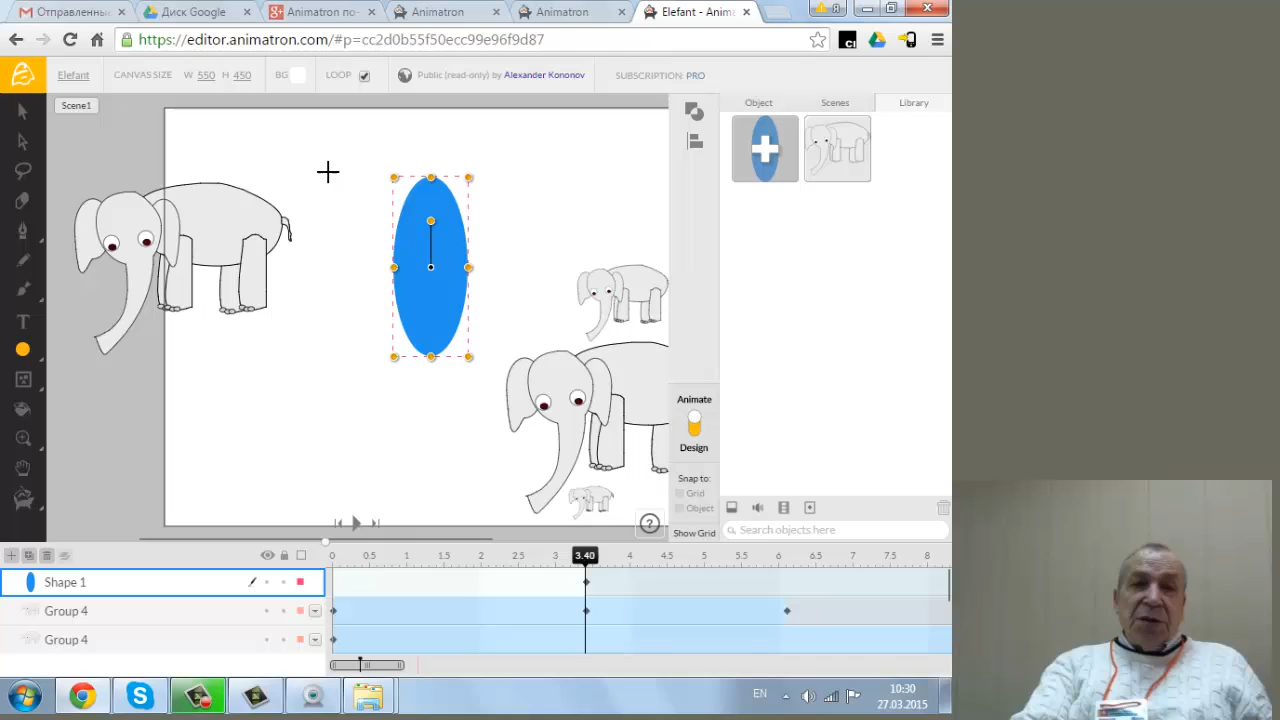 Отправленны
Диск Google
Animatron по-
Animatron
Animatron
Elefant - Anima
я
https://editor.animatron.com/#p=cc2d0b55f50ecc99e96f9d87
Elefant CANVAS SIZE W 550 H 450 BG LOOP Public (read-only) by Alexander Kononov SUBSCRIPTION: PRO
Scene1
Object Scenes Library
Animate
Design
Snap to:
Grid
Object
Show Grid
Search objects here
?
0 0.5 1 1.5 2 2.5 3 3.40 4 4.5 5 5.5 6 6.5 7 7.5 8
Shape 1
Group 4
Group 4
EN
10:30
27.03.2015